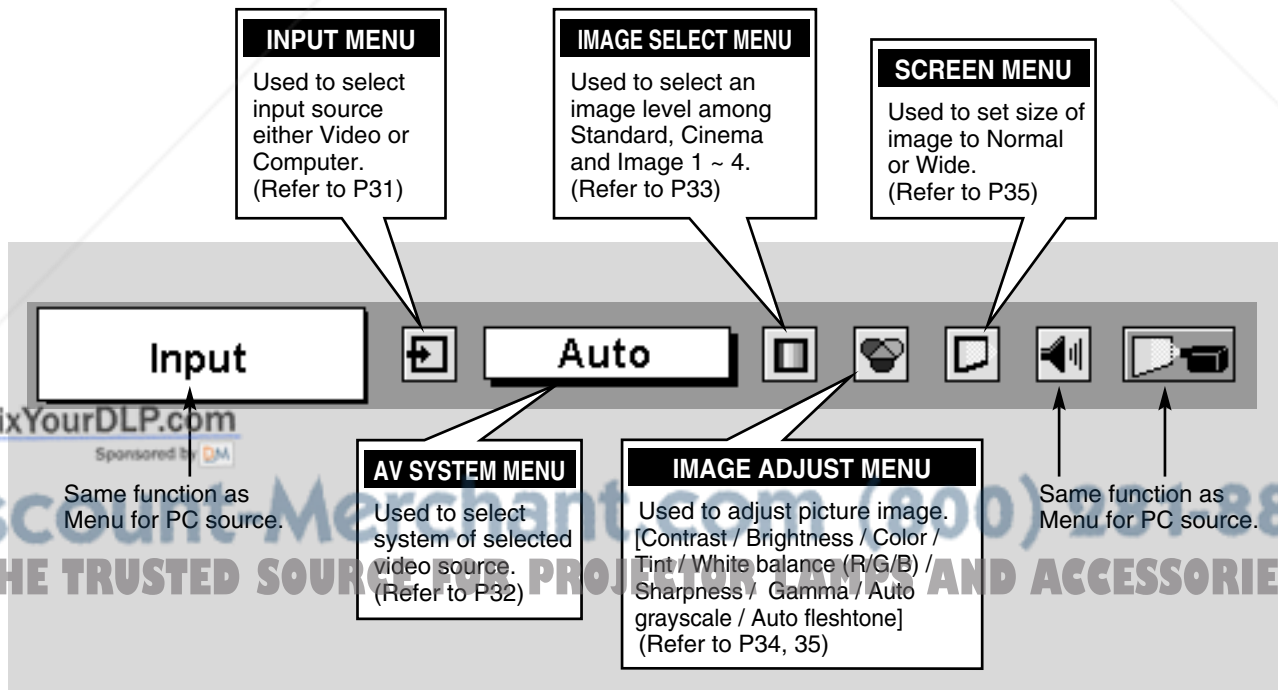 INPUT MENU
Used to select
input source
either Video or
Computer.
(Refer to P31)
IMAGE SELECT MENU
Used to select an
image level among
Standard, Cinema
and Image 1 ~ 4.
(Refer to P33)
SCREEN MENU
Used to set size of
image to Normal
or Wide.
(Refer to P35)
Input
Auto
ixYourDLP.com
Sponsored by DM
Same function as
Menu for PC source.
AV SYSTEM MENU
Used to select
system of selected
video source.
(Refer to P32)
IMAGE ADJUST MENU
Used to adjust picture image.
[Contrast / Brightness / Color /
Tint / White balance (R/G/B) /
Sharpness / Gamma / Auto
grayscale / Auto fleshtone]
(Refer to P34, 35)
Same function as
Menu for PC source.
scount-Merchant.com (800) 281-88
HE TRUSTED SOURCE FOR PROJECTOR LAMPS AND ACCESSORIE